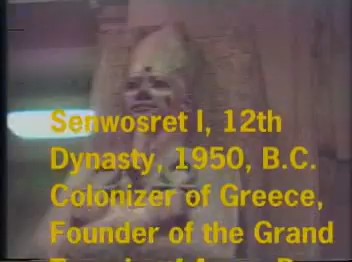 Senwosret I, 12th
Dynasty, 1950, B.C.
Colonizer of Greece,
Founder of the Grand